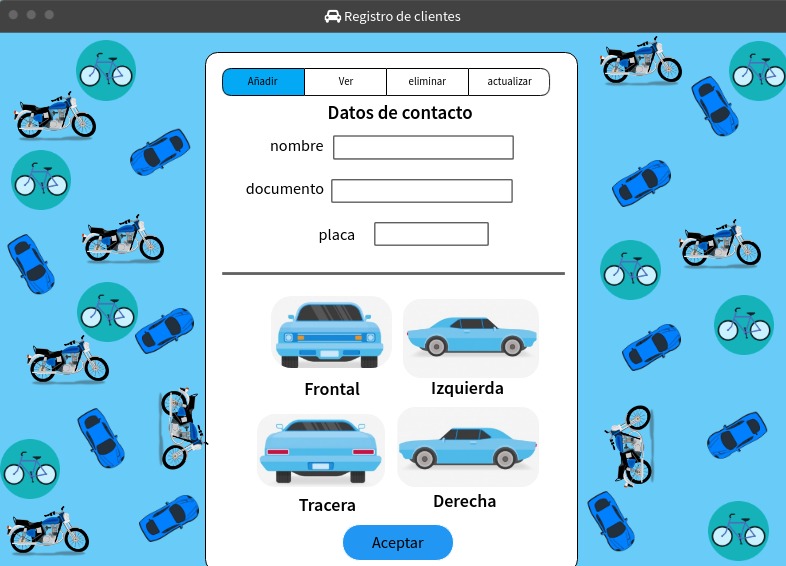 Registro de clientes
Añadir Ver eliminar actualizar
Datos de contacto
nombre
documento
placa
Frontal Izquierda
Tracera Derecha
Aceptar